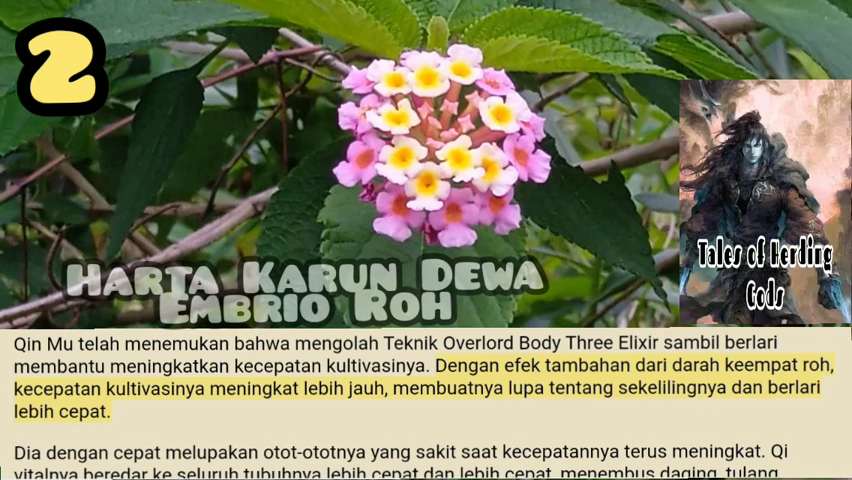 2
HARTA KARUN DEWA
EMBRIO ROH
Tales of Herding
Gods
Qin Mu telah menemukan bahwa mengolah Teknik Overlord Body Three Elixir sambil berlari
membantu meningkatkan kecepatan kultivasinya. Dengan efek tambahan dari darah keempat roh,
kecepatan kultivasinya meningkat lebih jauh, membuatnya lupa tentang sekelilingnya dan berlari
lebih cepat.
Dia dengan cepat melupakan otot-ototnya yang sakit saat kecepatannya terus meningkat. Qi
vitalnya beredar ke seluruh tubuhnya lebih cepat dan lebih cepat, menembus daging, tulang,